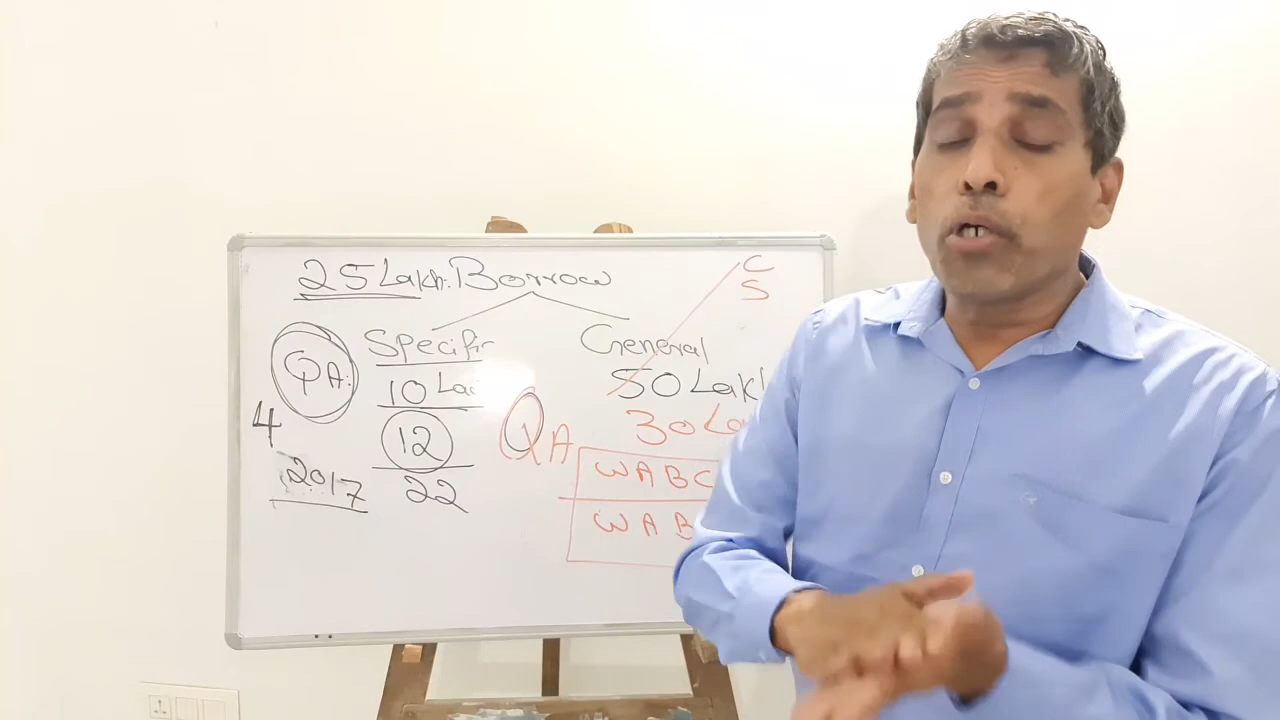 25 Lakh. Borrow
C
S
Specific
General
QA:
10
50 Lakh
4
12
30
QA
WABC
2017
22
WAB